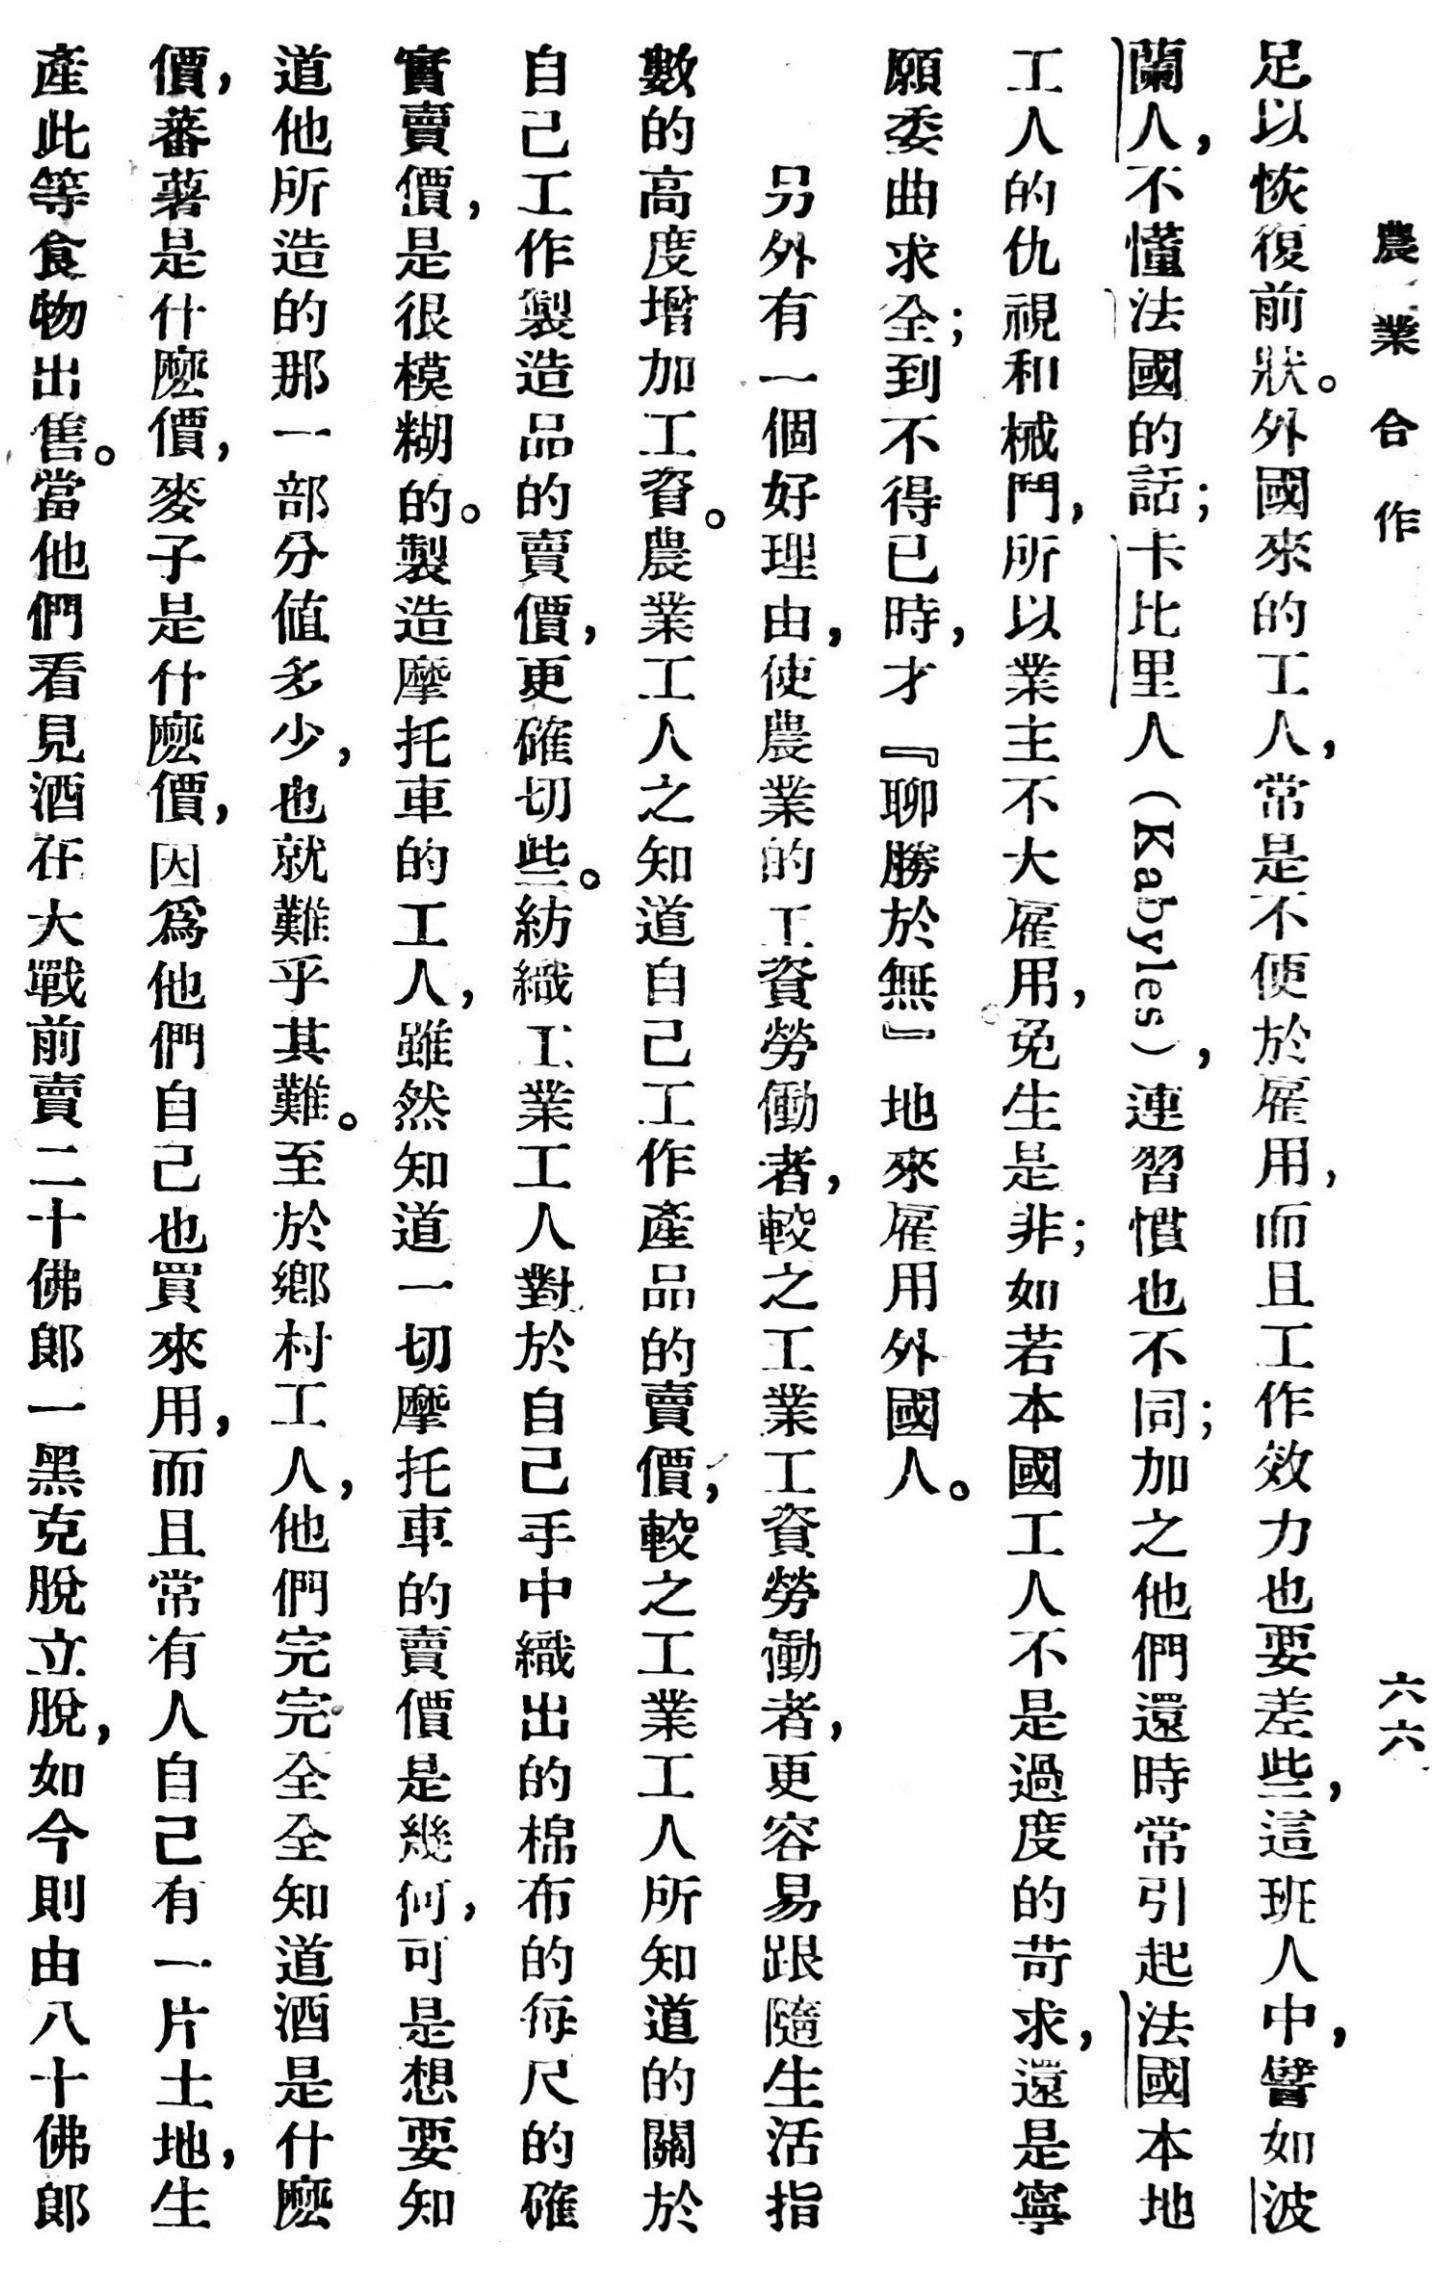 農業合作
六六
足以恢復前狀。外國來的工人，常是不便於雇用，而且工作效力也要差些，這班人中，譬如波
蘭人，不懂法國的話；卡比里人（Kabyles），連習慣也不同；加之他們還時常引起法國本地
工人的仇視和械鬥，所以業主不大雇用，免生是非；如若本國工人不是過度的苛求，還是寧
願委曲求全；到不得已時，才『聊勝於無』地來雇用外國人。
另外有一個好理由，使農業的工資勞働者，較之工業工資勞働者，更容易跟隨生活指
數的高度增加工資。農業工人之知道自己工作產品的賣價，較之工業工人所知道的關於
自己工作製造品的賣價，更確切些。紡織工業工人對於自己手中織出的棉布的每尺的確
實賣價，是很模糊的。製造摩托車的工人，雖然知道一切摩托車的賣價是幾何，可是想要知
道他所造的那一部分値多少，也就難乎其難。至於鄉村工人，他們完完全全知道酒是什麽
價，蕃薯是什麽價，麥子是什麽價，因爲他們自己也買來用，而且常有人自己有一片土地，生
產此等食物出售。當他們看見酒在大戰前賣二十佛郎一黑克脫立脫，如今則由八十佛郎